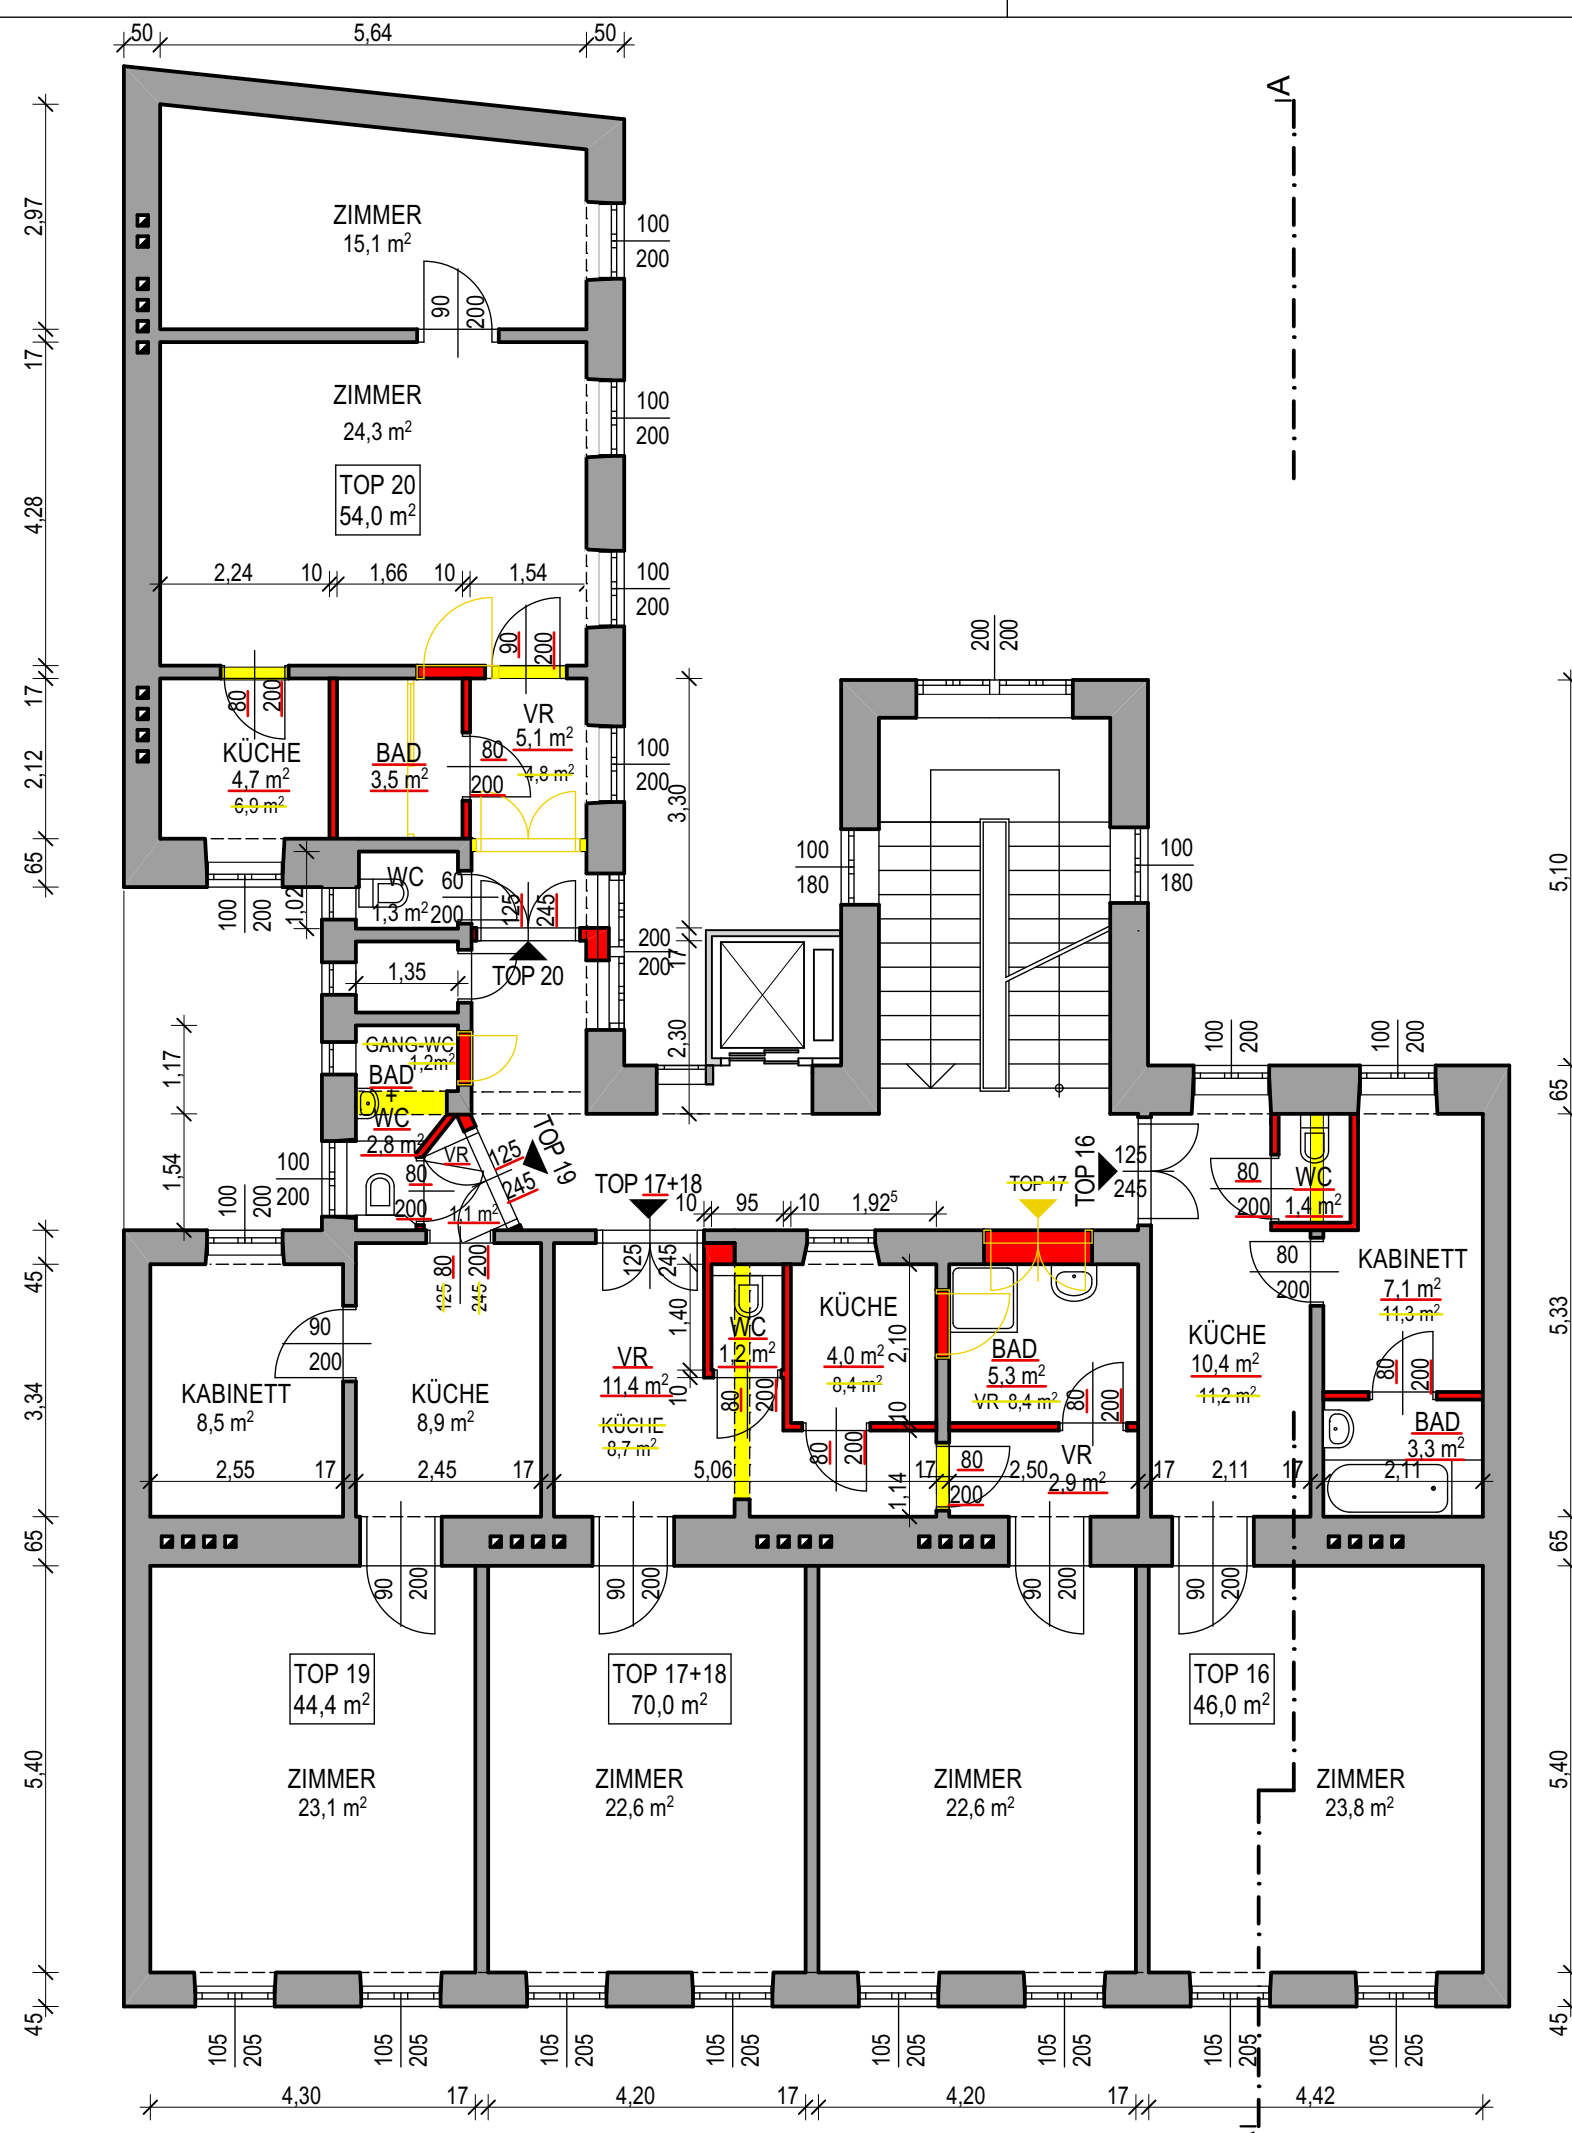 50
5,64
50
A
2,97
ZIMMER
15,1 m²
100
200
90
200
17
ZIMMER
24,3 m²
100
200
TOP 20
54,0 m²
4,28
2,24
10
1,66
10
1,54
100
200
90
200
200
200
17
80
200
VR
5,1 m²
4,8 m²
KÜCHE
4,7 m²
6,9 m²
BAD
3,5 m²
80
200
100
200
2,12
3,30
5,10
65
WC
1,3 m²
60
200
125
245
100
180
100
180
100
200
1,02
200
200
17
TOP 20
1,35
2,30
100
200
100
200
1,17
GANG-WC
1,2m²
BAD
+
WC
2,8 m²
65
65
1,54
VR
1,1 m²
125
245
TOP 19
80
200
100
200
100
200
TOP 17+18
TOP 17
TOP 16
125
245
80
200
WC
1,4 m²
10
95
10
1,92⁵
45
80
200
125
245
125
245
1,40
10
WC
1,2 m²
80
200
KÜCHE
4,0 m²
8,4 m²
2,10
10
BAD
5,3 m²
VR 8,4 m²
80
200
KÜCHE
10,4 m²
11,2 m²
80
200
KABINETT
7,1 m²
11,3 m²
80
200
5,33
90
200
KABINETT
8,5 m²
KÜCHE
8,9 m²
VR
11,4 m²
KÜCHE
8,7 m²
3,34
80
200
80
200
VR
2,9 m²
BAD
3,3 m²
2,55
17
2,45
17
5,06
17
2,50
17
2,11
17
2,11
1,14
65
65
90
200
90
200
90
200
90
200
TOP 19
44,4 m²
TOP 17+18
70,0 m²
TOP 16
46,0 m²
5,40
ZIMMER
23,1 m²
ZIMMER
22,6 m²
ZIMMER
22,6 m²
ZIMMER
23,8 m²
5,40
45
45
105
205
105
205
105
205
105
205
105
205
105
205
105
205
105
205
4,30
17
4,20
17
4,20
17
4,42